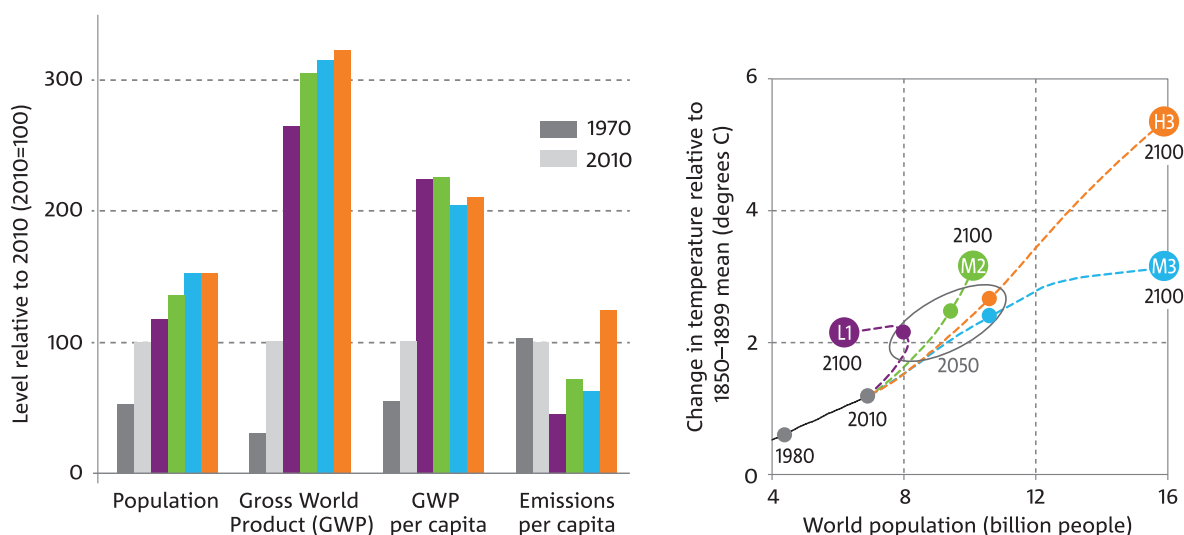 Level relative to 2010 (2010=100)
300
200
100
0
1970
2010
Population
Gross World
Product (GWP)
GWP
per capita
Emissions
per capita
Change in temperature relative to
1850–1899 mean (degrees C)
6
4
2
0
H3
2100
2100
M2
M3
2100
L1
2100
2050
2010
1980
4
8
12
16
World population (billion people)